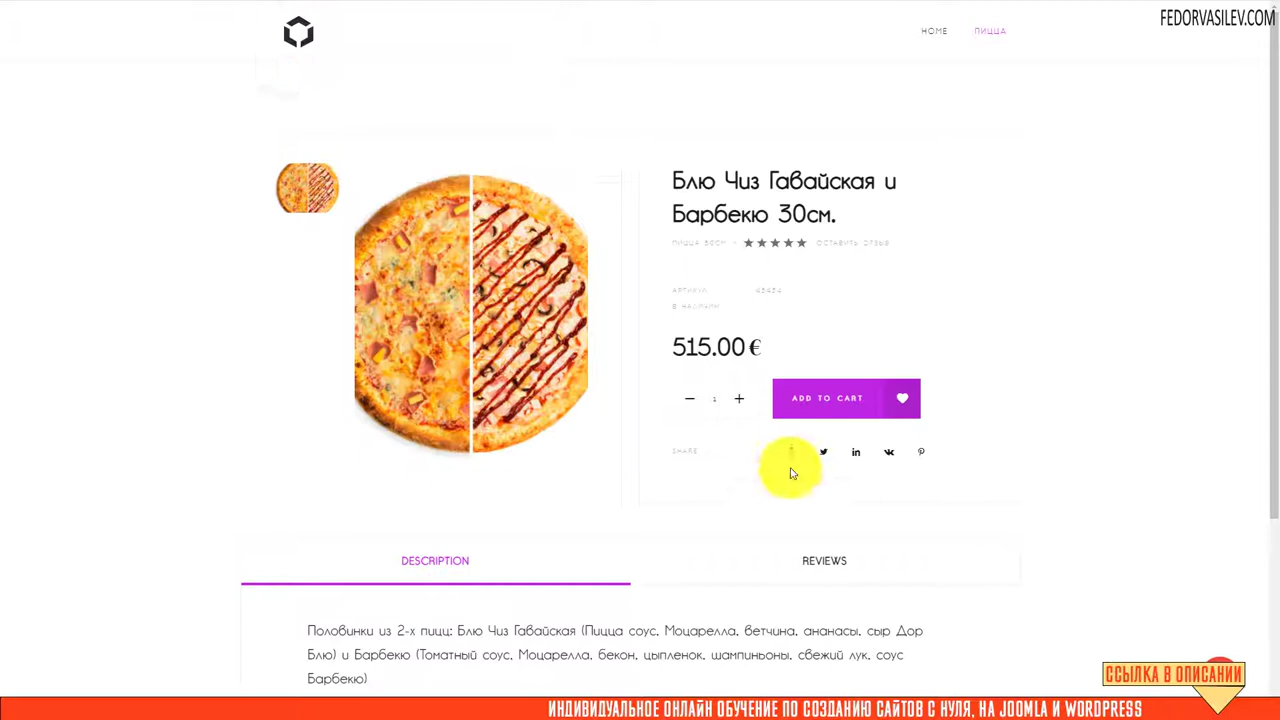 FEDORVASILEV.COM
HOME ПИЦЦА
Блю Чиз Гавайская и
Барбекю 30см.
ПИЦЦА 30СМ ОСТАВИТЬ ОТЗЫВ
АРТИКУЛ 45454
В НАЛИЧИИ
515.00 €
1
ADD TO CART
SHARE
DESCRIPTION
REVIEWS
Половинки из 2-х пицц: Блю Чиз Гавайская (Пицца соус, Моцарелла, ветчина, ананасы, сыр Дор
Блю) и Барбекю (Томатный соус, Моцарелла, бекон, цыпленок, шампиньоны, свежий лук, соус
Барбекю)
ССЫЛКА В ОПИСАНИИ
ИНДИВИДУАЛЬНОЕ ОНЛАЙН ОБУЧЕНИЕ ПО СОЗДАНИЮ САЙТОВ С НУЛЯ, НА JOOMLA И WORDPRESS